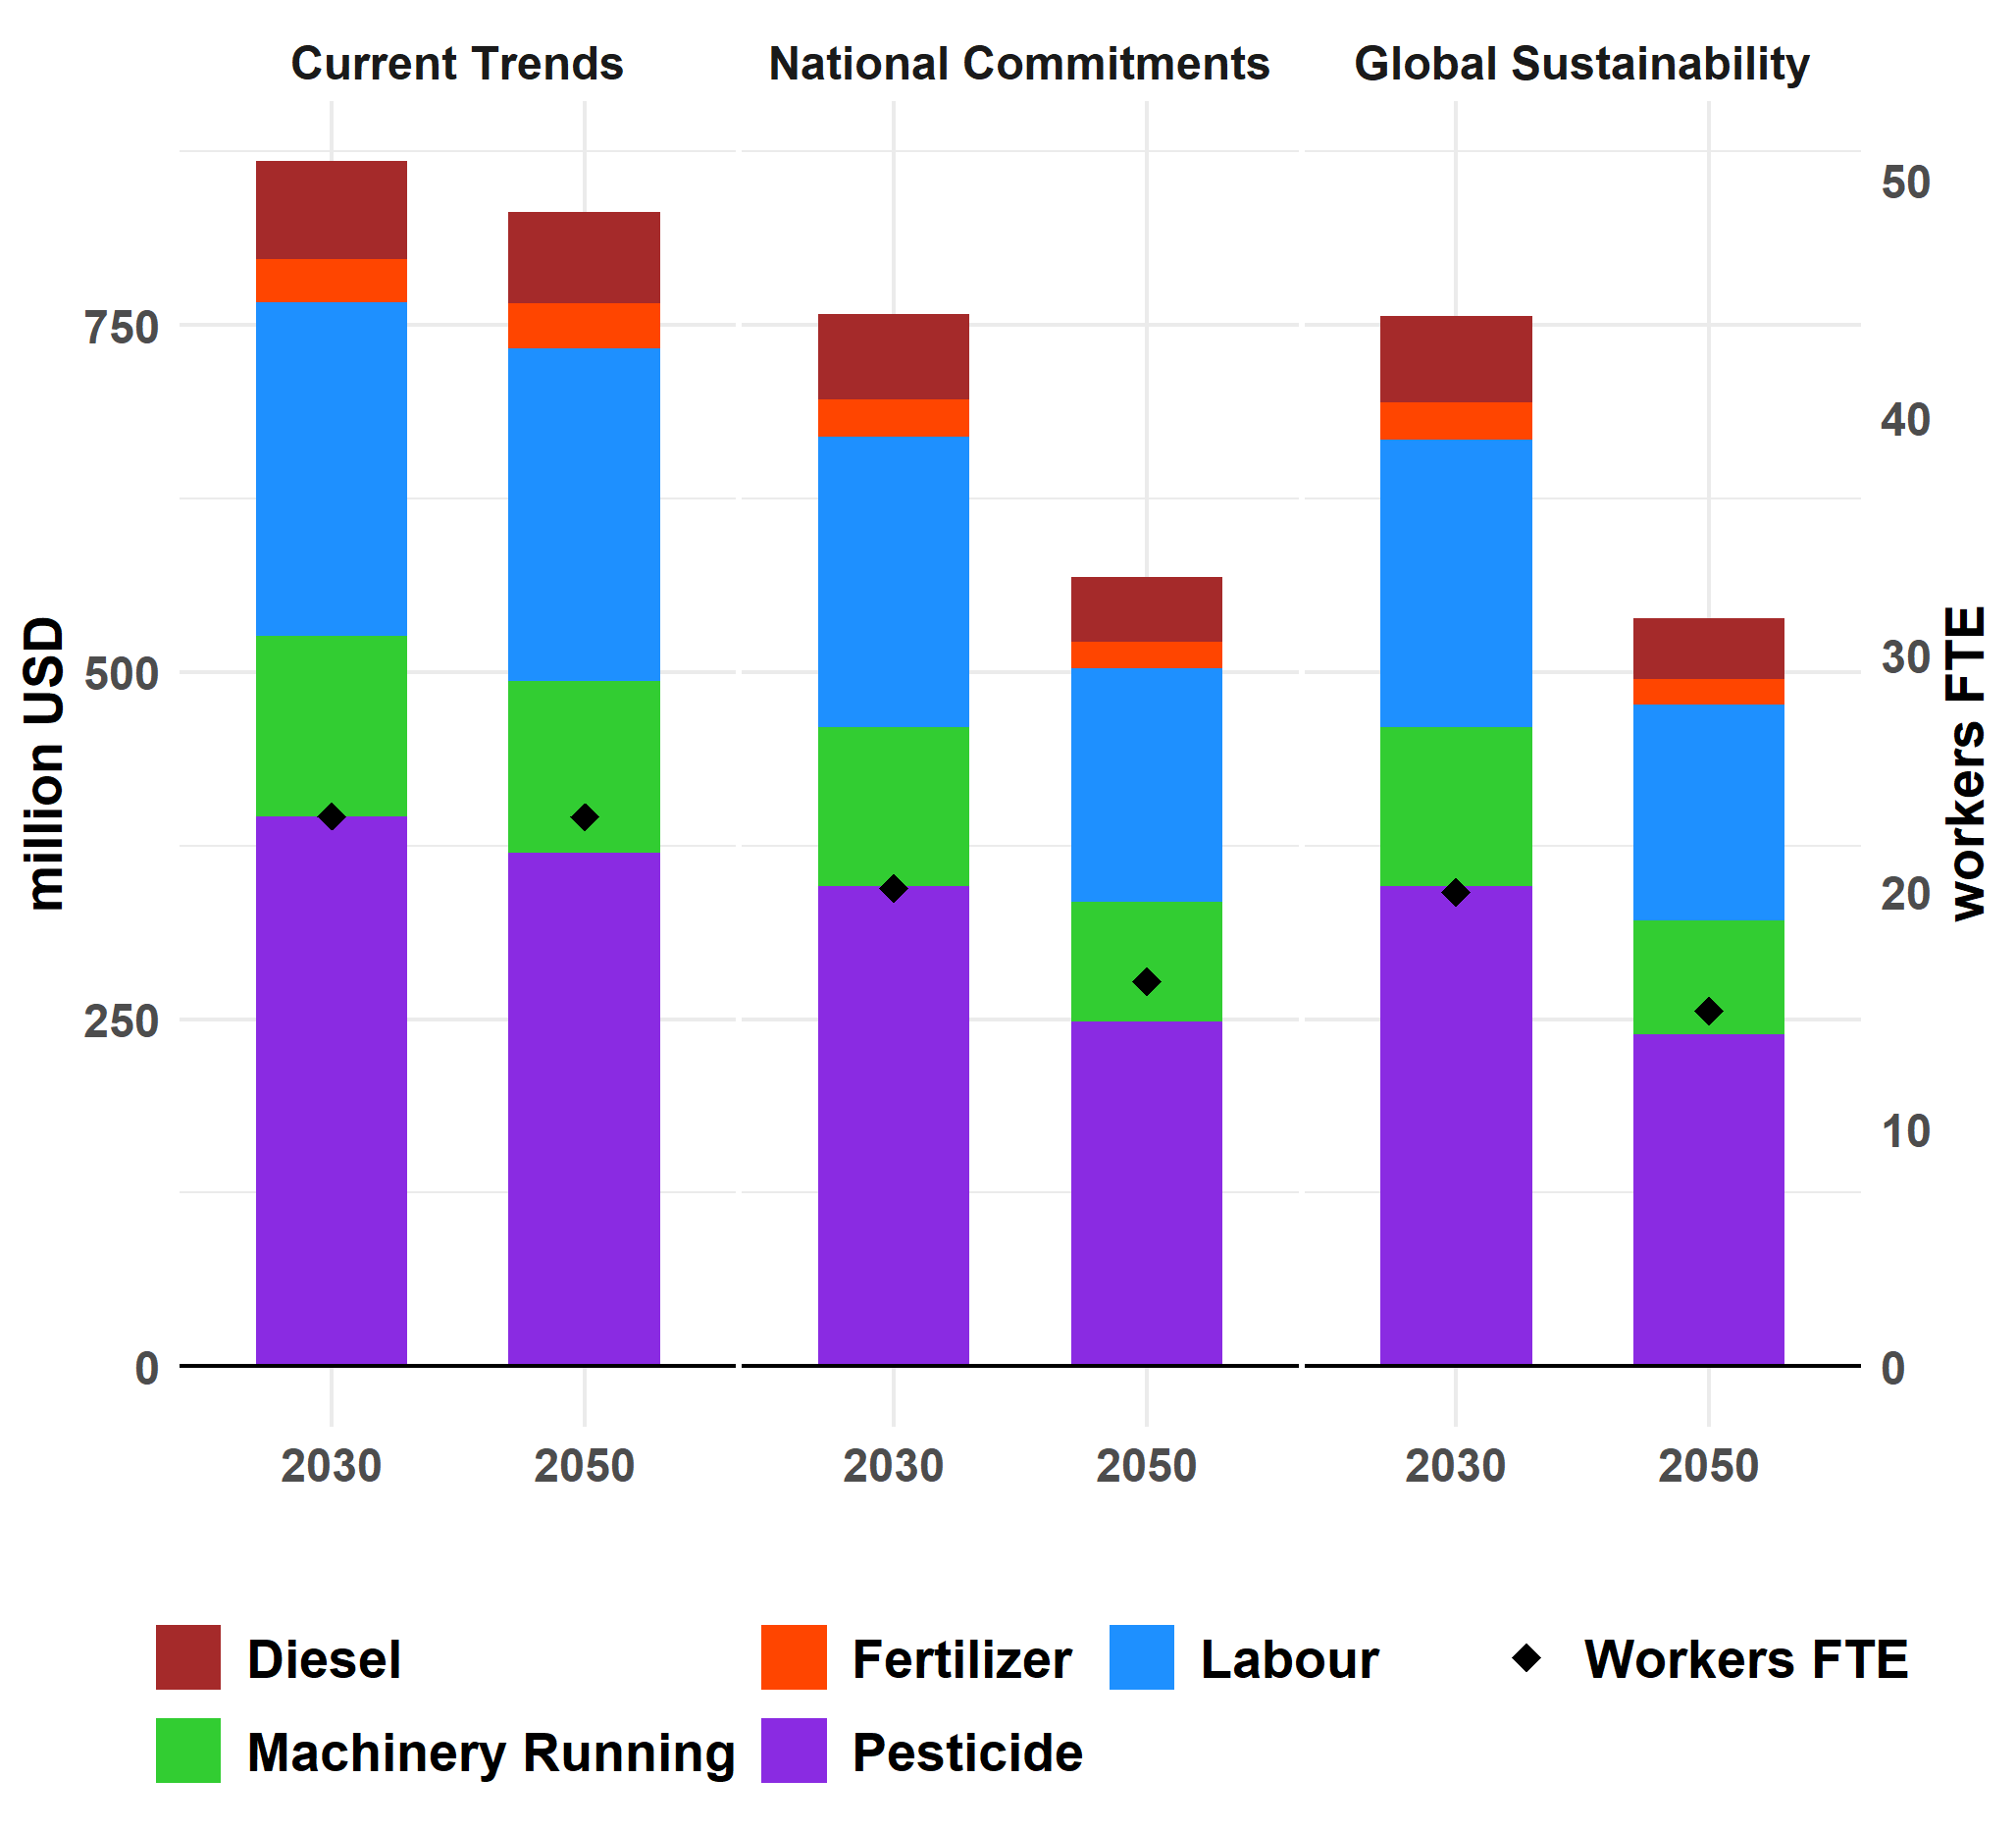 Current Trends
National Commitments
Global Sustainability
750
500
250
0
million USD
50
40
30
20
10
0
workers FTE
2030
2050
2030
2050
2030
2050
Diesel
Fertilizer
Labour
Workers FTE
Machinery Running
Pesticide